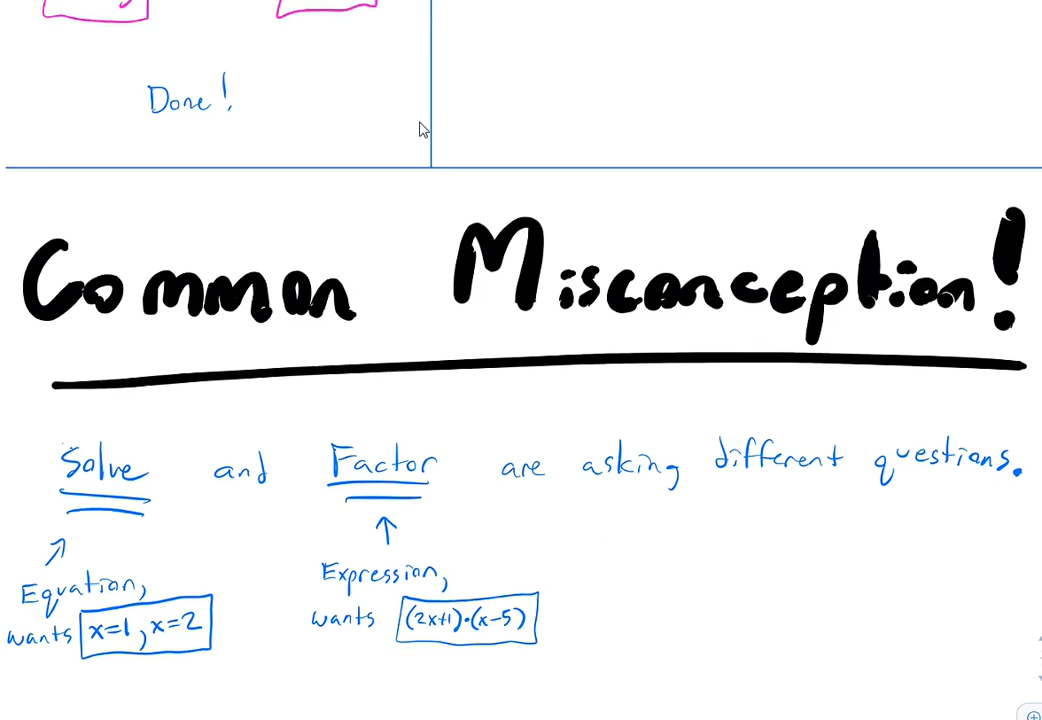 Done!
Common Misconception!
Solve and Factor are asking different questions.
Equation,
wants x=1, x=2
Expression,
wants (2x+1)·(x-5)